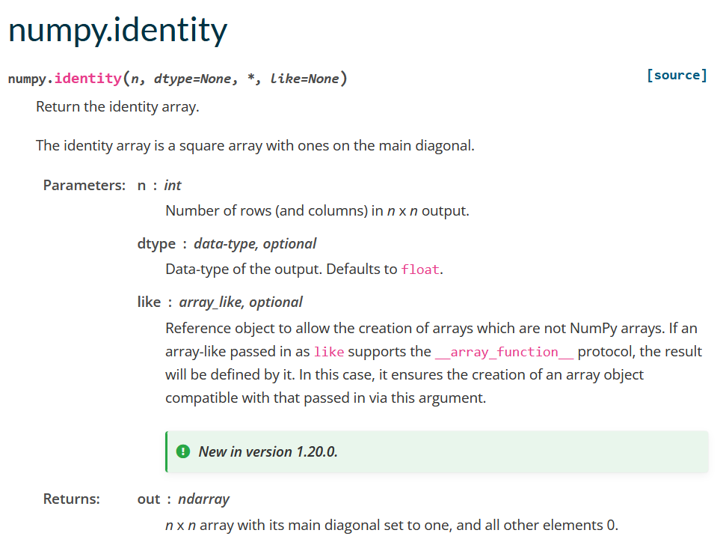 numpy.identity
numpy.identity(n, dtype=None, *, like=None) [source]
Return the identity array.
The identity array is a square array with ones on the main diagonal.
Parameters: n : int
Number of rows (and columns) in n x n output.
dtype : data-type, optional
Data-type of the output. Defaults to float.
like : array_like, optional
Reference object to allow the creation of arrays which are not NumPy arrays. If an
array-like passed in as like supports the __array_function__ protocol, the result
will be defined by it. In this case, it ensures the creation of an array object
compatible with that passed in via this argument.
New in version 1.20.0.
Returns: out : ndarray
n x n array with its main diagonal set to one, and all other elements 0.